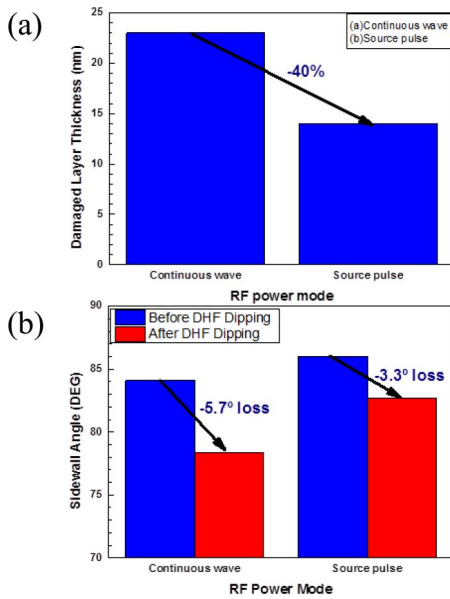 (a)
25
20
15
10
5
0
Damaged Layer Thickness (nm)
(a)Continuous wave
(b)Source pulse
-40%
Continuous wave
Source pulse
RF power mode
(b)
90
85
80
75
70
Sidewall Angle (DEG)
Before DHF Dipping
After DHF Dipping
-5.7º loss
-3.3º loss
Continuous wave
Source pulse
RF Power Mode